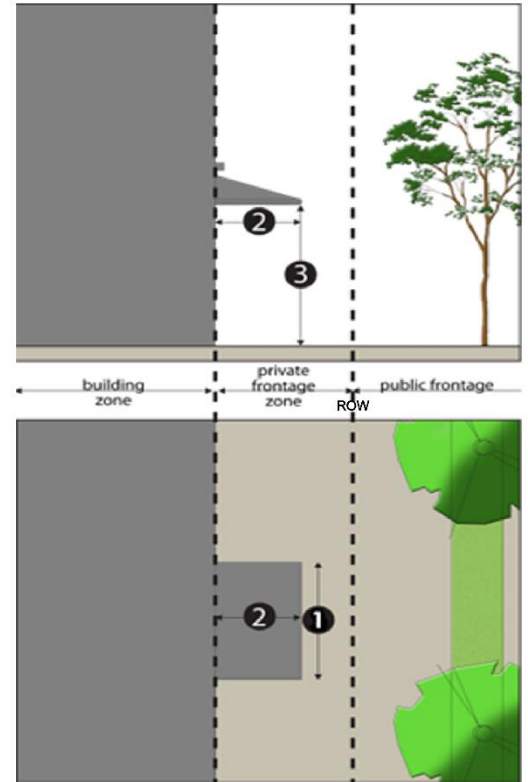 2
3
building zone
private frontage zone
public frontage
ROW
2
1